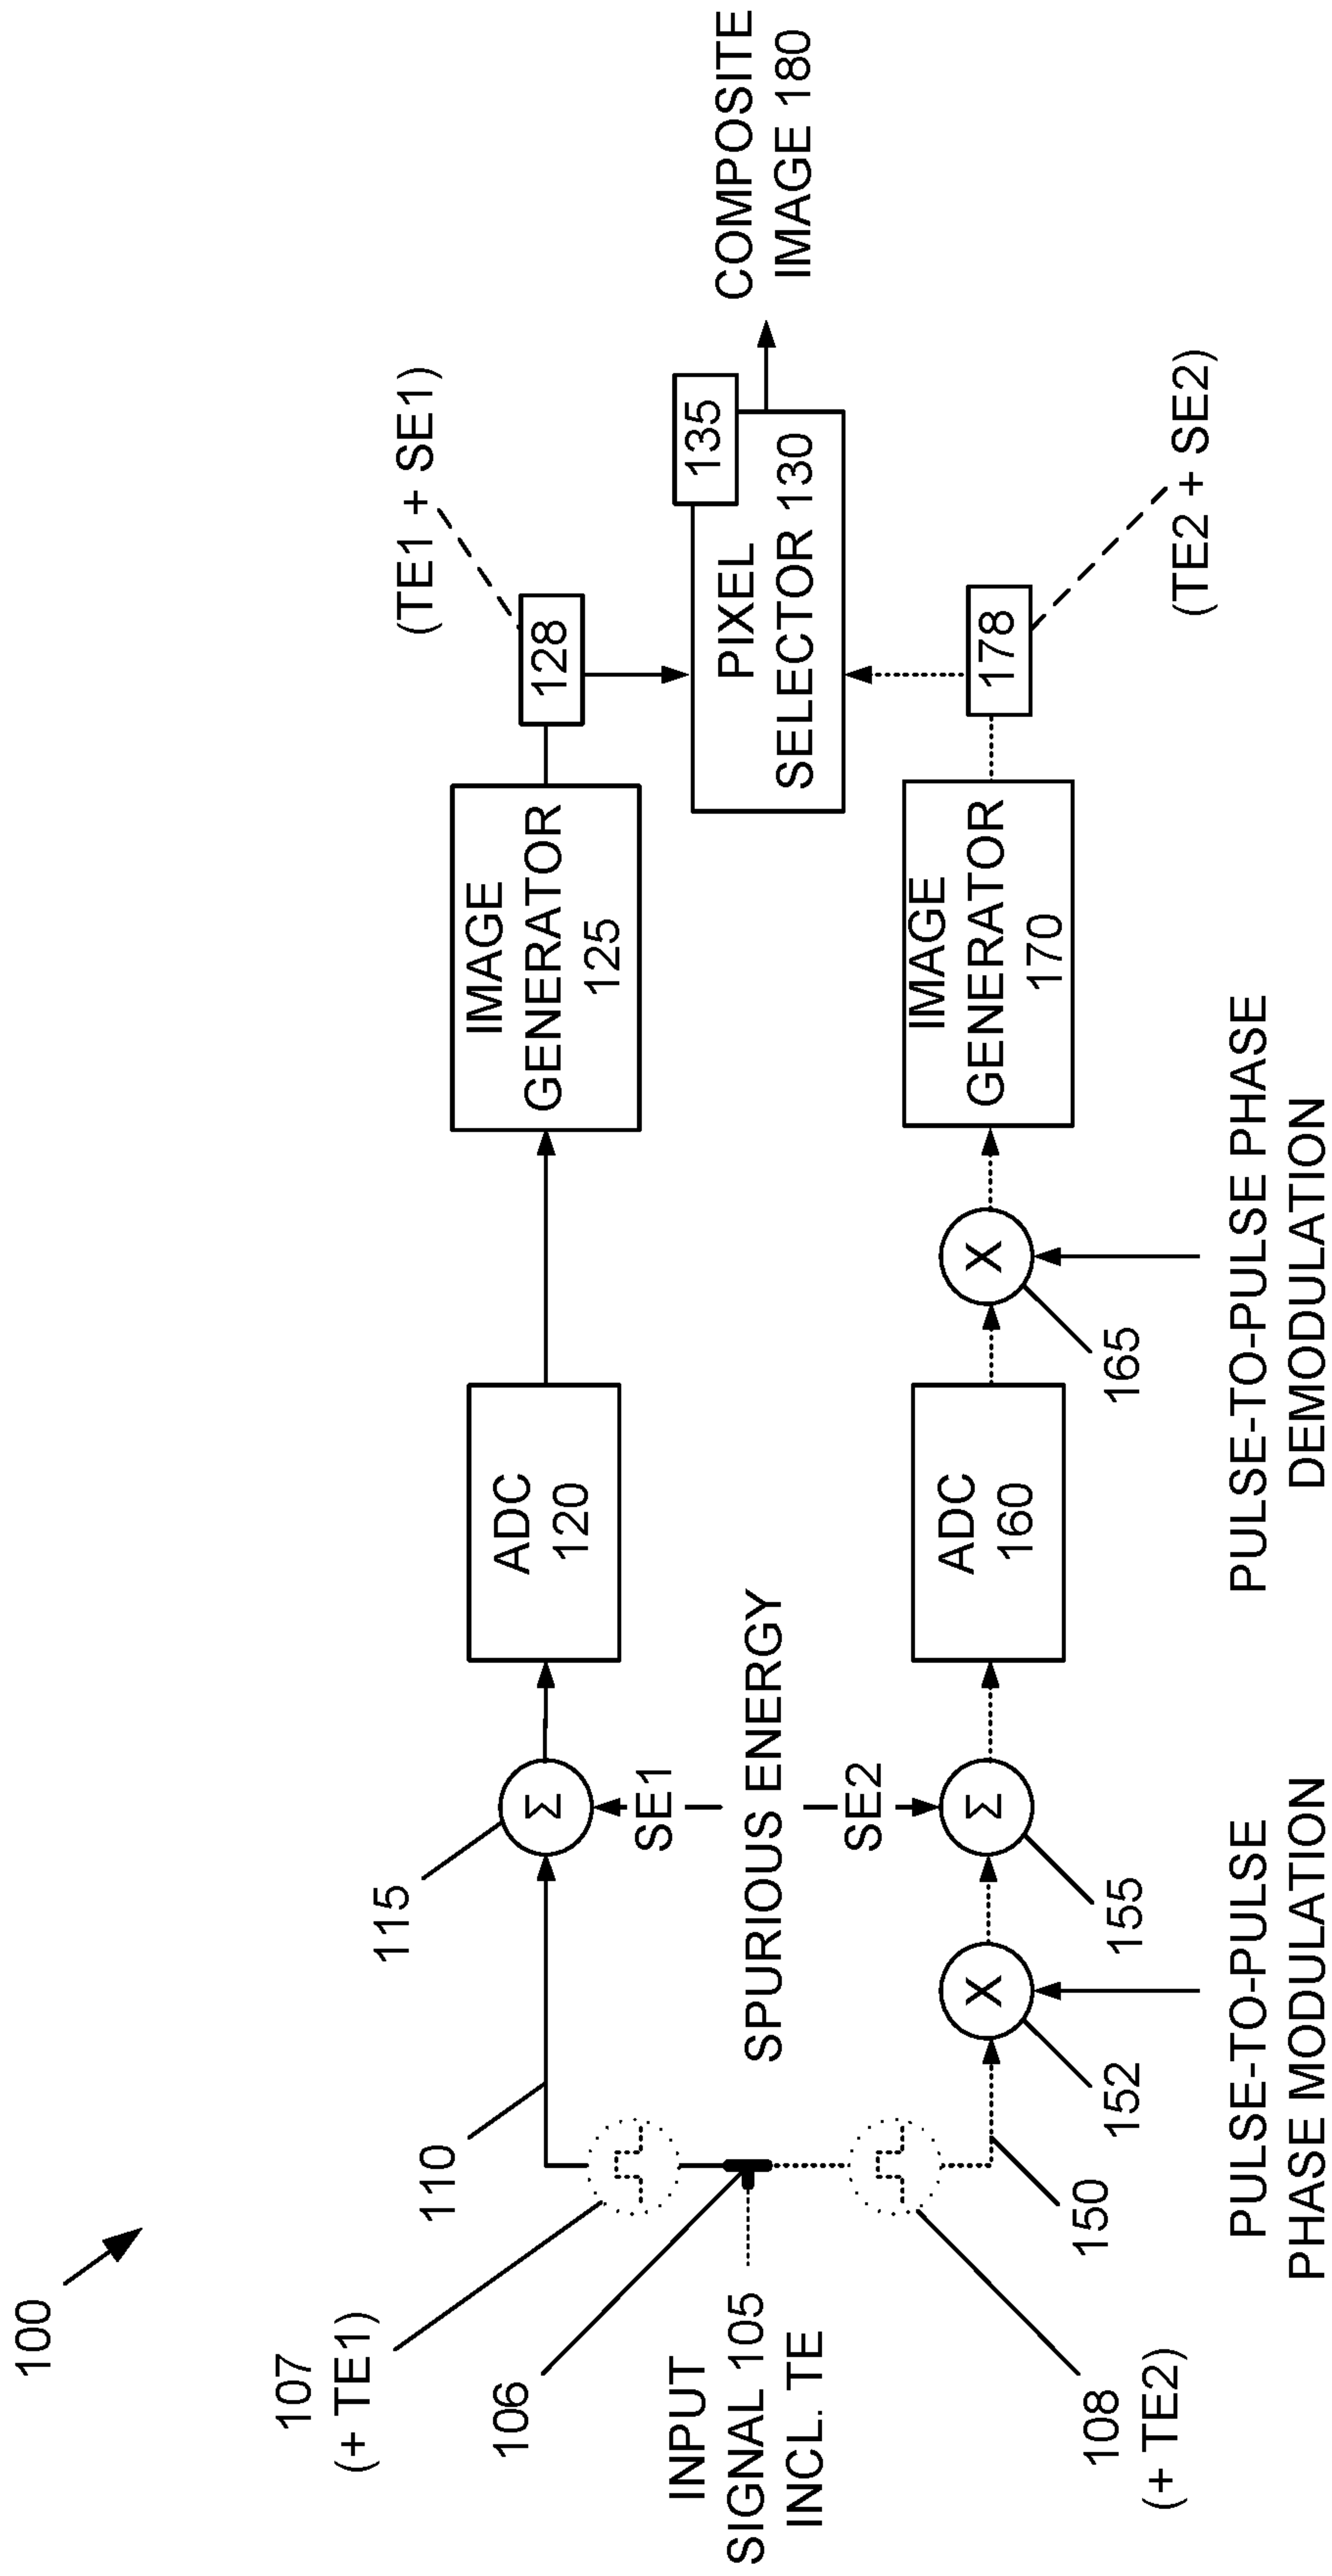 100
107
(+ TE1)
110
115
(TE1 + SE1)
Σ
ADC
120
IMAGE
GENERATOR
125
128
106
INPUT
SIGNAL 105
INCL. TE
SE1
SPURIOUS ENERGY
SE2
PIXEL
SELECTOR 130
135
COMPOSITE
IMAGE 180
X
Σ
ADC
160
X
IMAGE
GENERATOR
170
178
108
(+ TE2)
150
152
155
165
(TE2 + SE2)
PULSE-TO-PULSE
PHASE MODULATION
PULSE-TO-PULSE PHASE
DEMODULATION